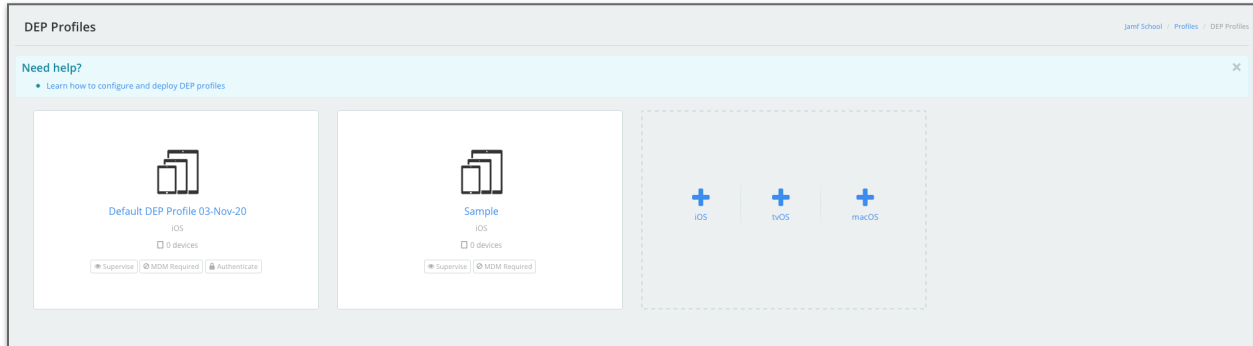 DEP Profiles
Jamf School / Profiles / DEP Profiles
Need help?
×
Learn how to configure and deploy DEP profiles
Default DEP Profile 03-Nov-20
iOS
0 devices
Supervise MDM Required Authenticate
Sample
iOS
0 devices
Supervise MDM Required
iOS
tvOS
macOS